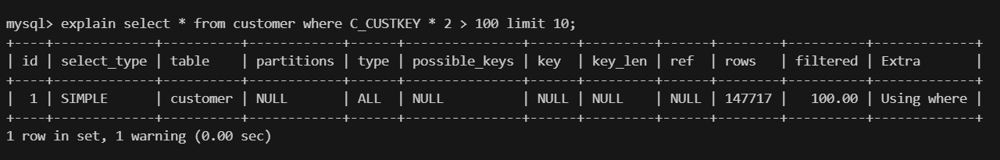 mysql> explain select * from customer where C_CUSTKEY * 2 > 100 limit 10;
+----+-------------+----------+------------+------+---------------+------+---------+------+--------+----------+-------------+
| id | select_type | table    | partitions | type | possible_keys | key  | key_len | ref  | rows   | filtered | Extra       |
+----+-------------+----------+------------+------+---------------+------+---------+------+--------+----------+-------------+
|  1 | SIMPLE      | customer | NULL       | ALL  | NULL          | NULL | NULL    | NULL | 147717 |   100.00 | Using where |
+----+-------------+----------+------------+------+---------------+------+---------+------+--------+----------+-------------+
1 row in set, 1 warning (0.00 sec)